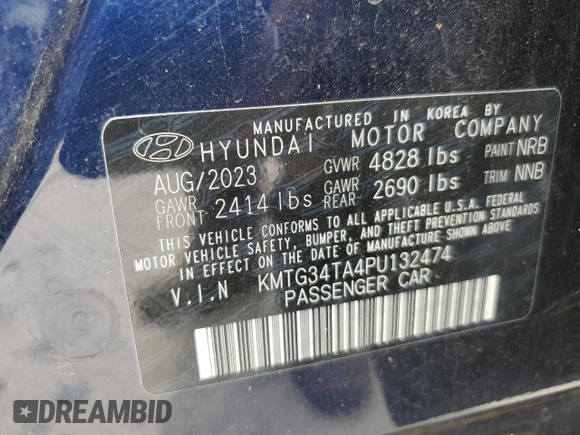 MANUFACTURED IN KOREA BY
HYUNDAI MOTOR COMPANY
AUG/2023 GVWR 4828 lbs PAINT NRB
GAWR FRONT 2414 lbs GAWR REAR 2690 lbs TRIM NNB
THIS VEHICLE CONFORMS TO ALL APPLICABLE U.S.A. FEDERAL
MOTOR VEHICLE SAFETY, BUMPER, AND THEFT PREVENTION STANDARDS
IN EFFECT ON THE DATE OF MANUFACTURE SHOWN ABOVE.
V.I.N KMTG34TA4PU132474
PASSENGER CAR
DREAMBID